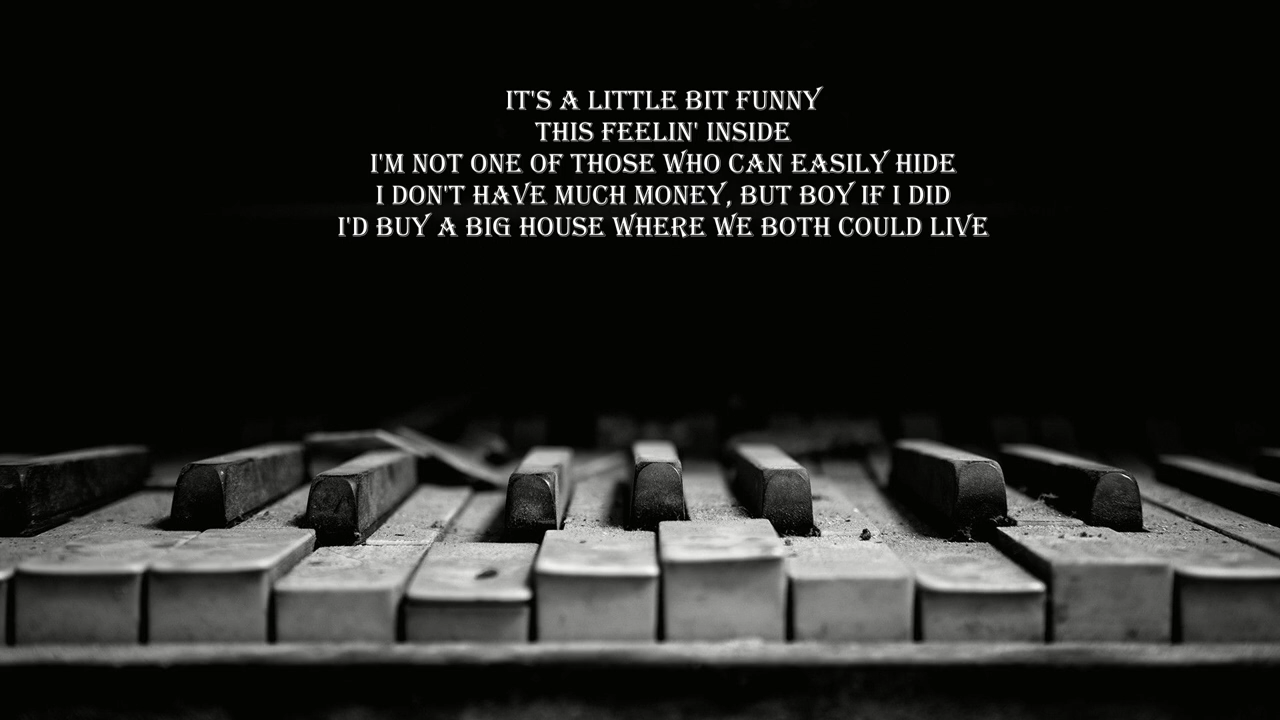 IT'S A LITTLE BIT FUNNY
THIS FEELIN' INSIDE
I'M NOT ONE OF THOSE WHO CAN EASILY HIDE
I DON'T HAVE MUCH MONEY, BUT BOY IF I DID
I'D BUY A BIG HOUSE WHERE WE BOTH COULD LIVE